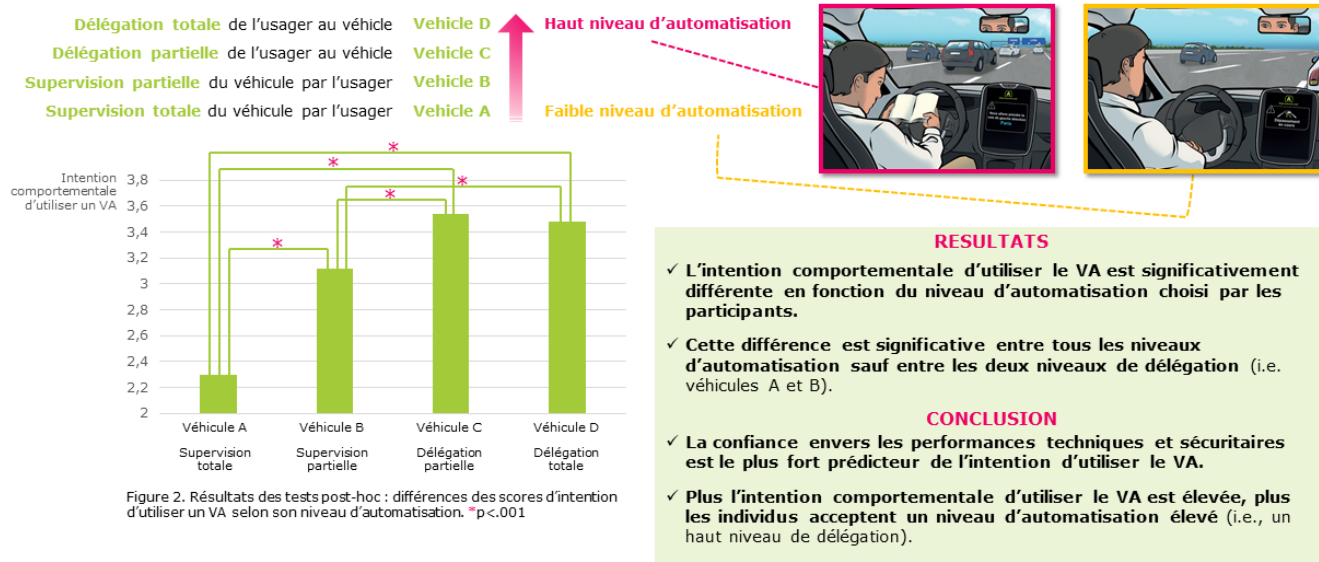 Délégation totale de l'usager au véhicle Vehicle D
Délégation partielle de l'usager au véhicle Vehicle C
Supervision partielle du véhicule par l'usager Vehicle B
Supervision totale du véhicule par l'usager Vehicle A
Haut niveau d'automatisation
Faible niveau d'automatisation
A
Paris
A
Dépassement
en cours
Intention
comportementale
d'utiliser un VA
3,8
3,6
3,4
3,2
3
2,8
2,6
2,4
2,2
2
*
*
*
*
*
Véhicule A
Supervision
totale
Véhicule B
Supervision
partielle
Véhicule C
Délégation
partielle
Véhicule D
Délégation
totale
Figure 2. Résultats des tests post-hoc : différences des scores d'intention
d'utiliser un VA selon son niveau d'automatisation. *p<.001
RESULTATS
✓ L'intention comportementale d'utiliser le VA est significativement
différente en fonction du niveau d'automatisation choisi par les
participants.
✓ Cette différence est significative entre tous les niveaux
d'automatisation sauf entre les deux niveaux de délégation (i.e.
véhicules A et B).
CONCLUSION
✓ La confiance envers les performances techniques et sécuritaires
est le plus fort prédicteur de l'intention d'utiliser le VA.
✓ Plus l'intention comportementale d'utiliser le VA est élevée, plus
les individus acceptent un niveau d'automatisation élevé (i.e., un
haut niveau de délégation).